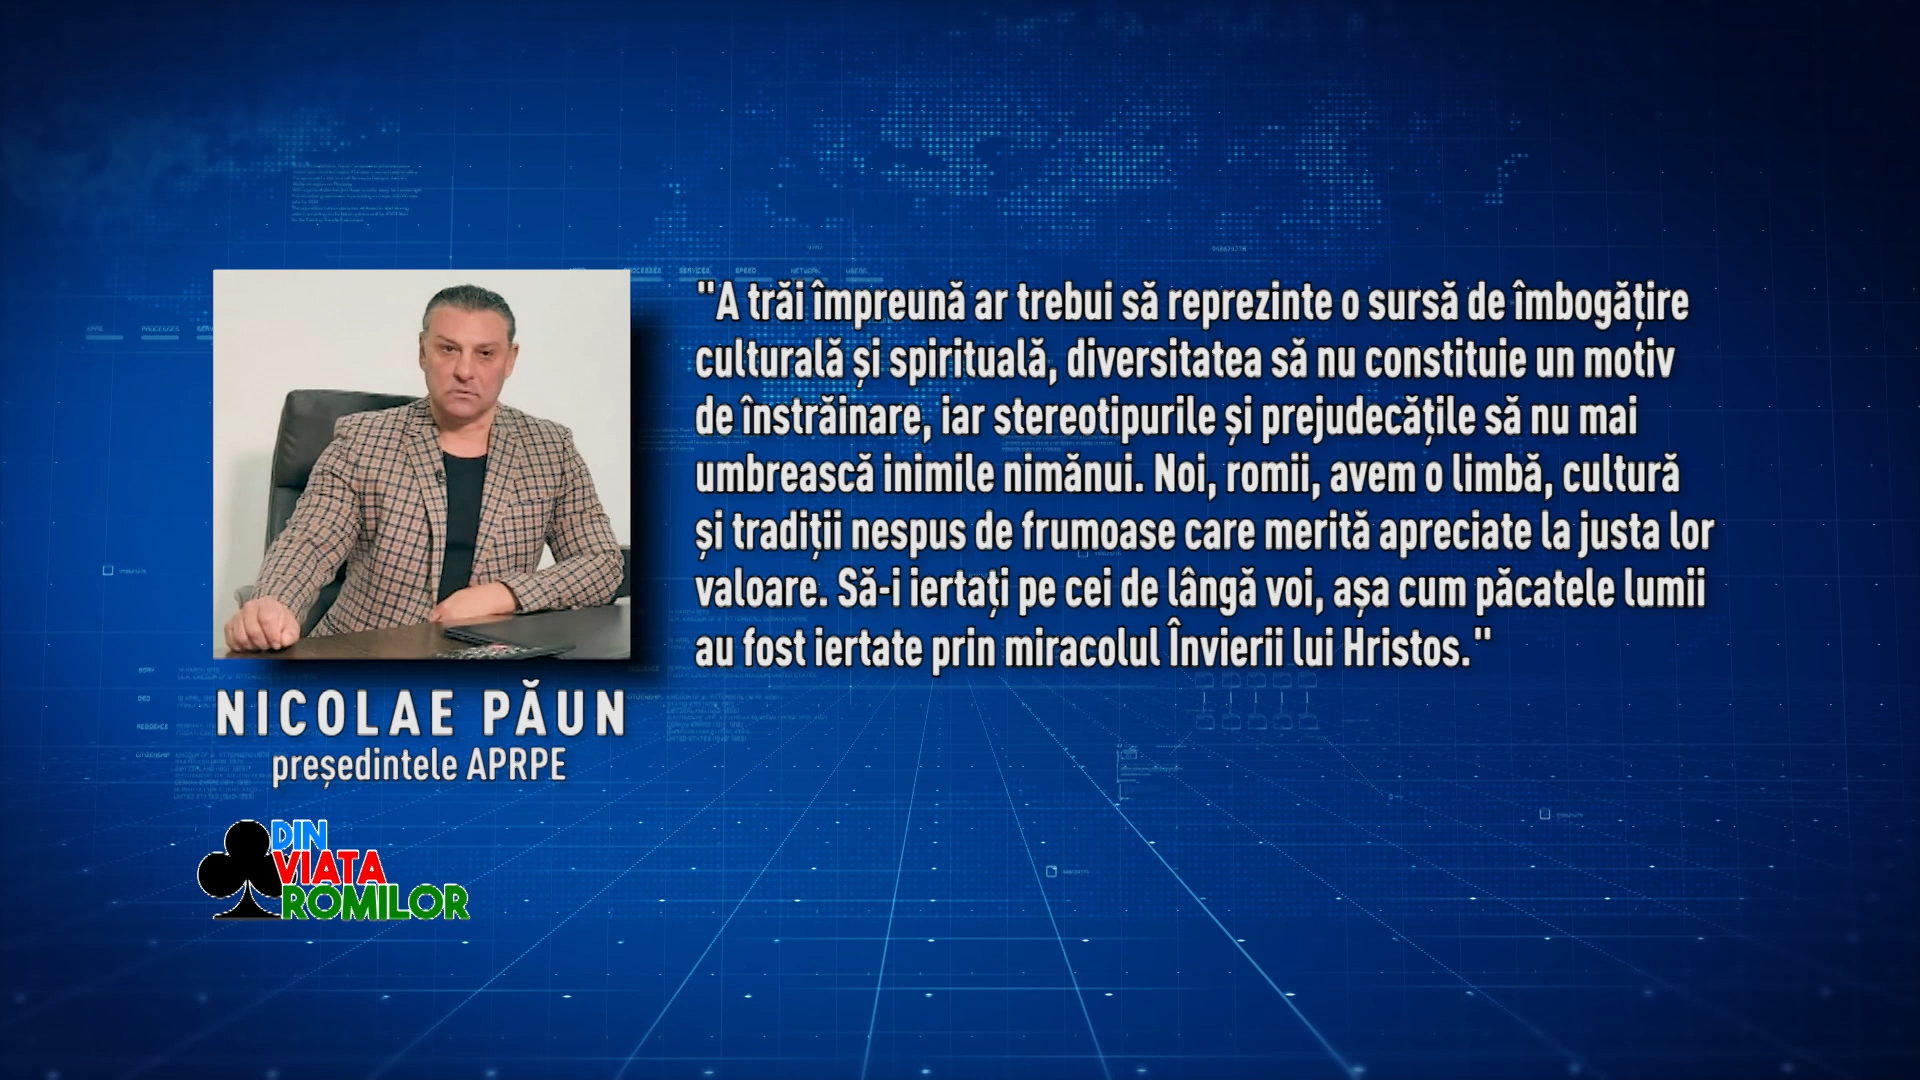 "A trăi împreună ar trebui să reprezinte o sursă de îmbogățire
culturală și spirituală, diversitatea să nu constituie un motiv
de înstrăinare, iar stereotipurile și prejudecățile să nu mai
umbrească inimile nimănui. Noi, romii, avem o limbă, cultură
și tradiții nespus de frumoase care merită apreciate la justa lor
valoare. Să-i iertați pe cei de lângă voi, așa cum păcatele lumii
au fost iertate prin miracolul Învierii lui Hristos."
NICOLAE PĂUN
președintele APRPE
DIN
VIATA
ROMILOR